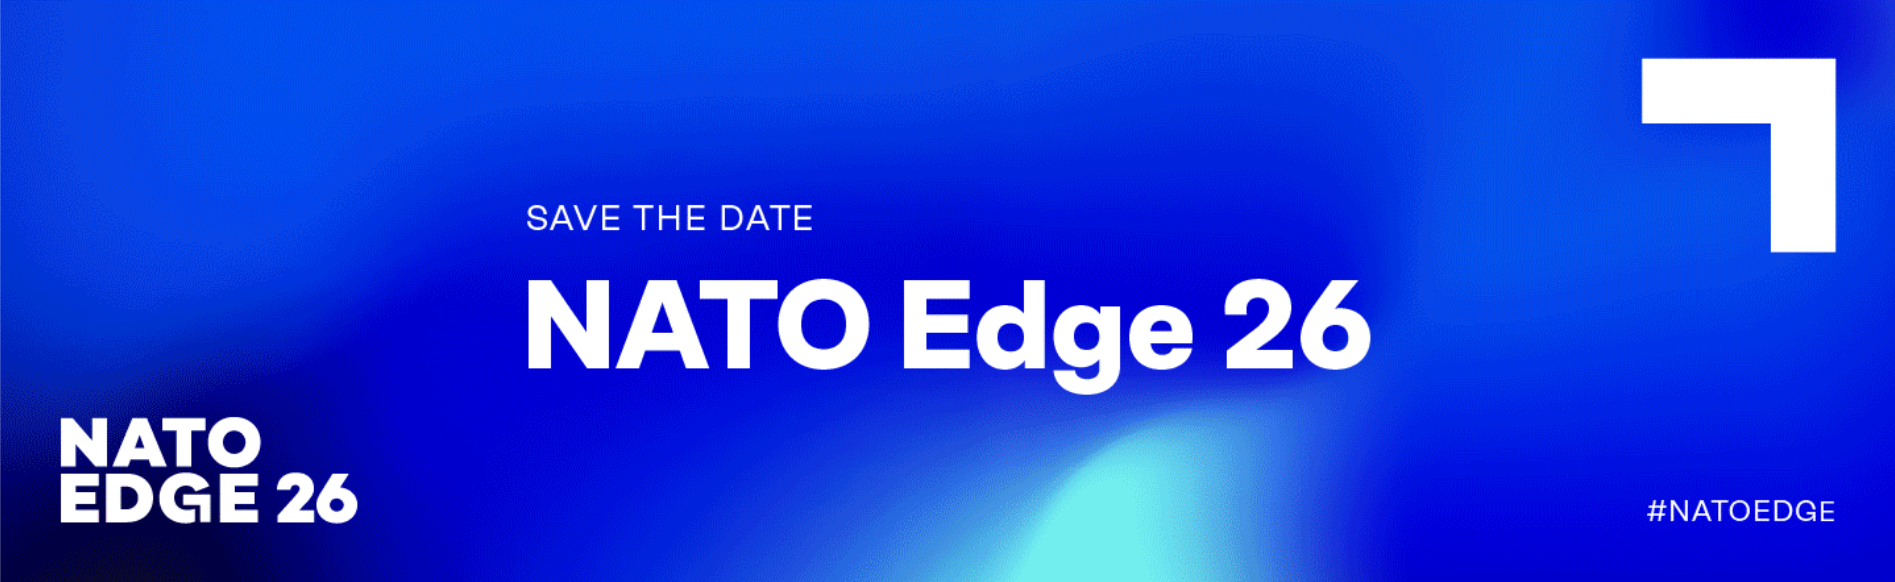 SAVE THE DATE
NATO Edge 26
NATO
EDGE 26
#NATOEDGE